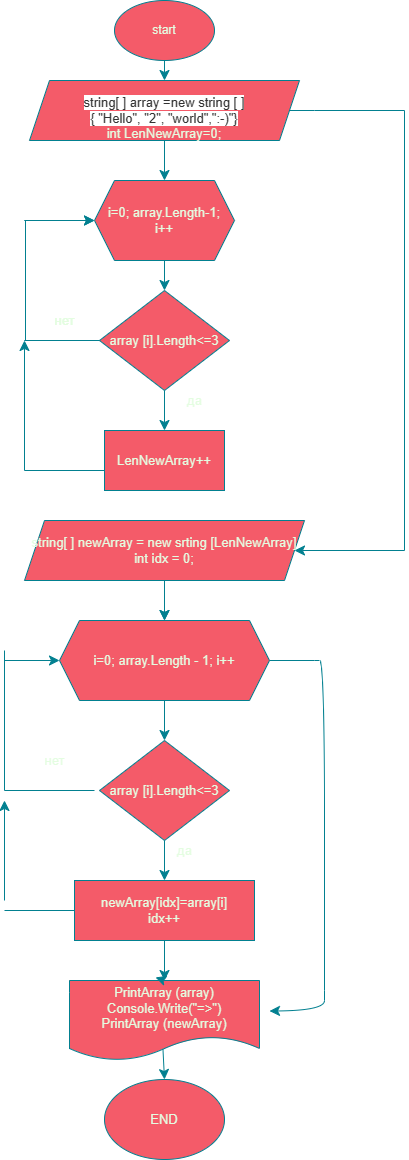 start
string[ ] array =new string [ ]
{ "Hello", "2", "world",":-)"}
int LenNewArray=0;
i=0; array.Length-1;
i++
нет
array [i].Length<=3
да
LenNewArray++
string[ ] newArray = new srting [LenNewArray]
int idx = 0;
i=0; array.Length - 1; i++
нет
array [i].Length<=3
да
newArray[idx]=array[i]
idx++
PrintArray (array)
Console.Write("=>")
PrintArray (newArray)
END